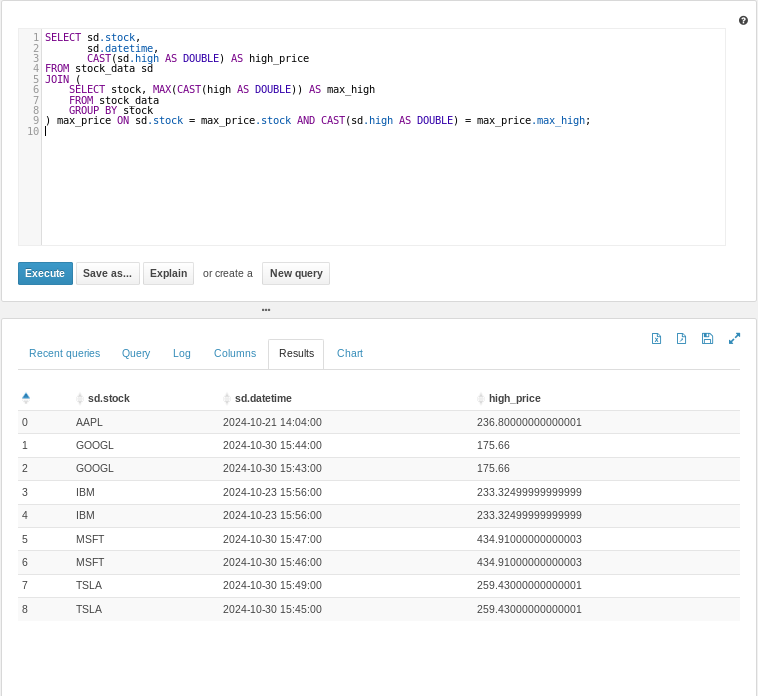 1 SELECT sd.stock,
2 sd.datetime,
3 CAST(sd.high AS DOUBLE) AS high_price
4 FROM stock_data sd
5 JOIN (
6 SELECT stock, MAX(CAST(high AS DOUBLE)) AS max_high
7 FROM stock_data
8 GROUP BY stock
9 ) max_price ON sd.stock = max_price.stock AND CAST(sd.high AS DOUBLE) = max_price.max_high;
10
Execute Save as... Explain or create a New query
Recent queries Query Log Columns Results Chart
sd.stock sd.datetime high_price
0 AAPL 2024-10-21 14:04:00 236.80000000000001
1 GOOGL 2024-10-30 15:44:00 175.66
2 GOOGL 2024-10-30 15:43:00 175.66
3 IBM 2024-10-23 15:56:00 233.32499999999999
4 IBM 2024-10-23 15:56:00 233.32499999999999
5 MSFT 2024-10-30 15:47:00 434.91000000000003
6 MSFT 2024-10-30 15:46:00 434.91000000000003
7 TSLA 2024-10-30 15:49:00 259.43000000000001
8 TSLA 2024-10-30 15:45:00 259.43000000000001